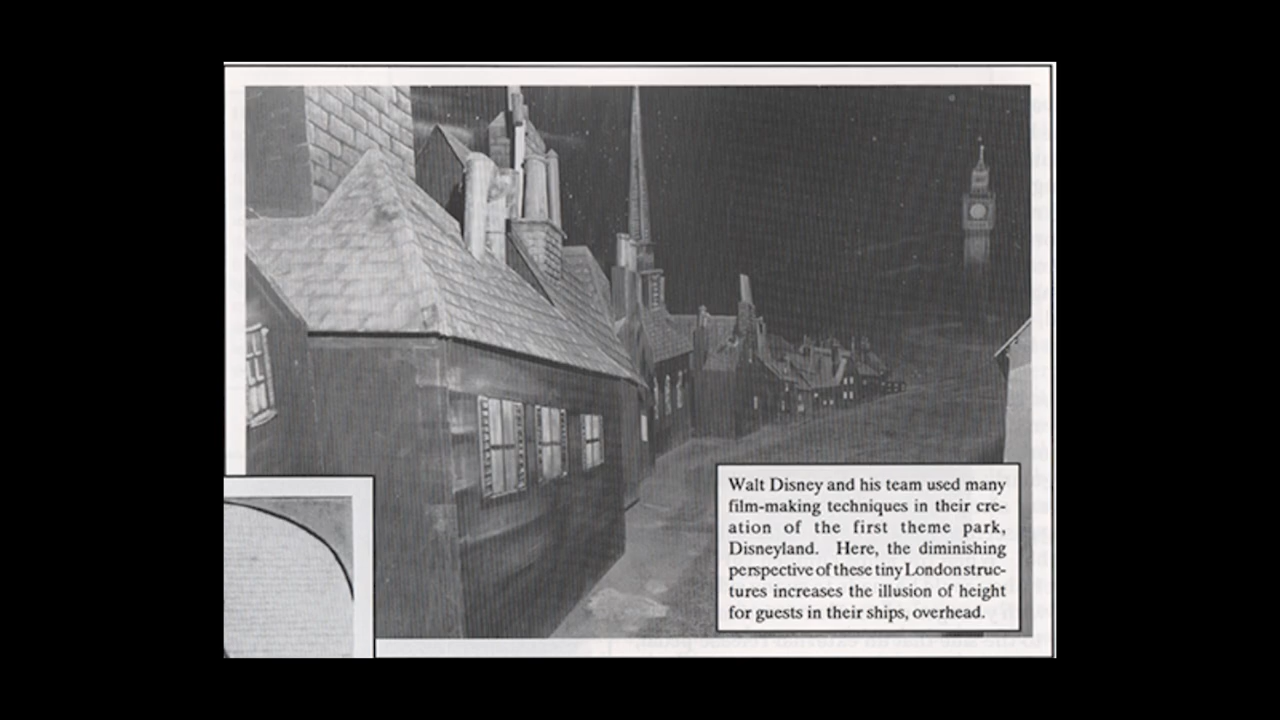 Walt Disney and his team used many
film-making techniques in their cre-
ation of the first theme park,
Disneyland. Here, the diminishing
perspective of these tiny London struc-
tures increases the illusion of height
for guests in their ships, overhead.